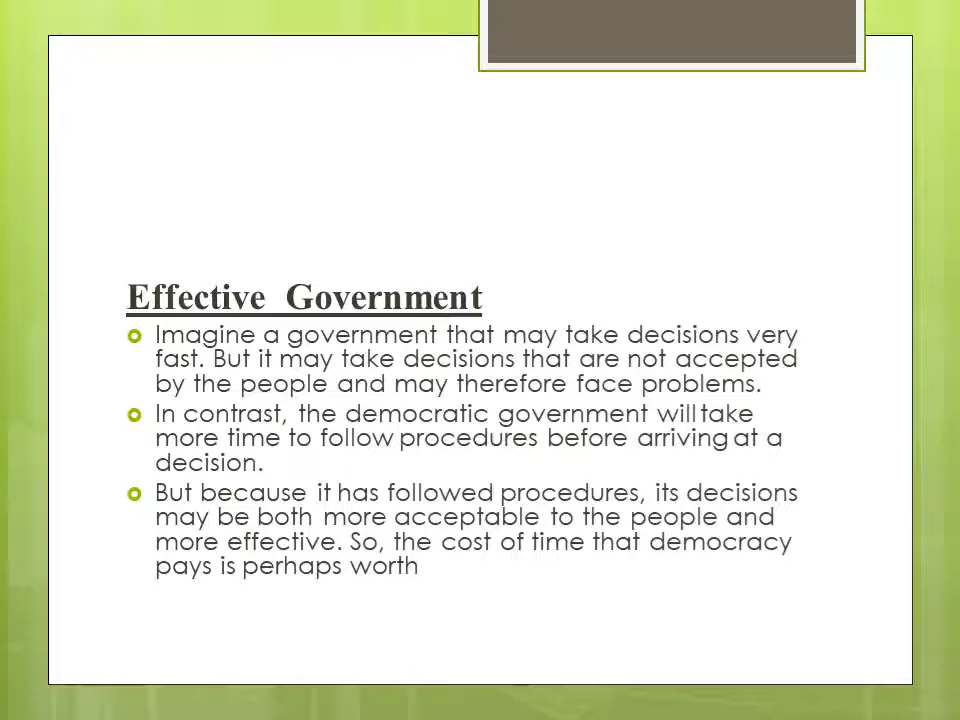 Effective Government
Imagine a government that may take decisions very
fast. But it may take decisions that are not accepted
by the people and may therefore face problems.
In contrast, the democratic government will take
more time to follow procedures before arriving at a
decision.
But because it has followed procedures, its decisions
may be both more acceptable to the people and
more effective. So, the cost of time that democracy
pays is perhaps worth